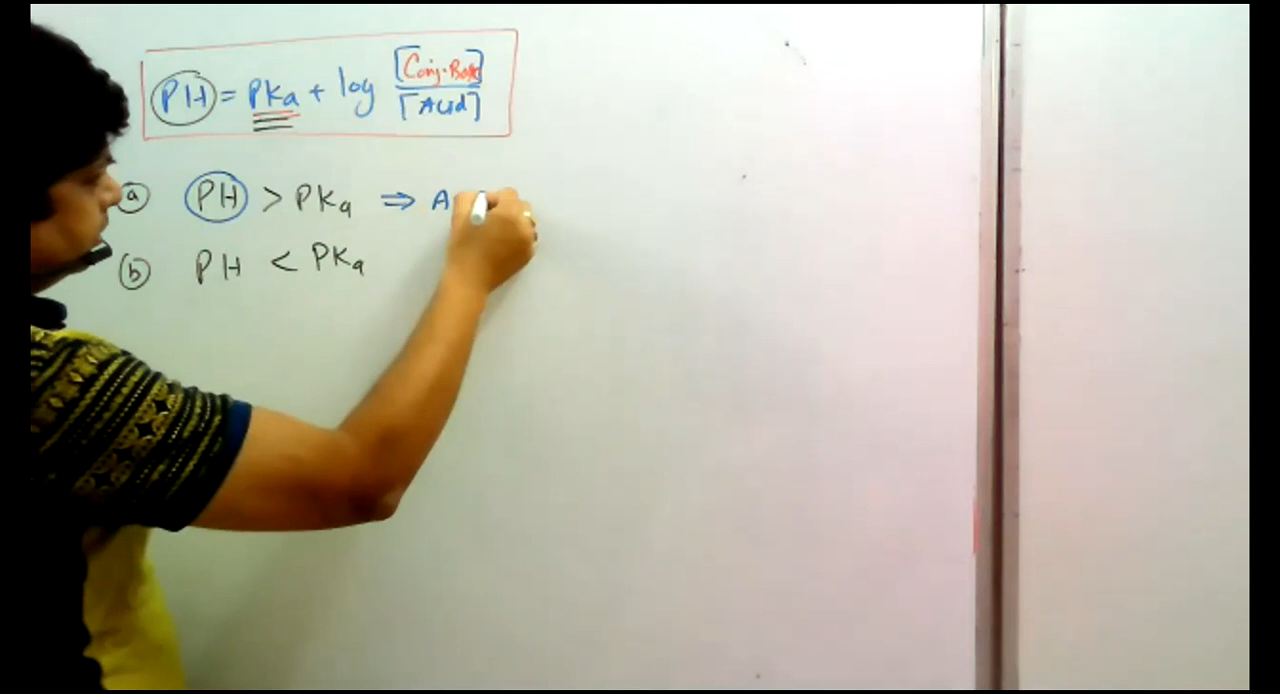 PH = PKa + log [Conj. Base] / [Acid]
a PH > PKa ⇒ A
b PH < PKa